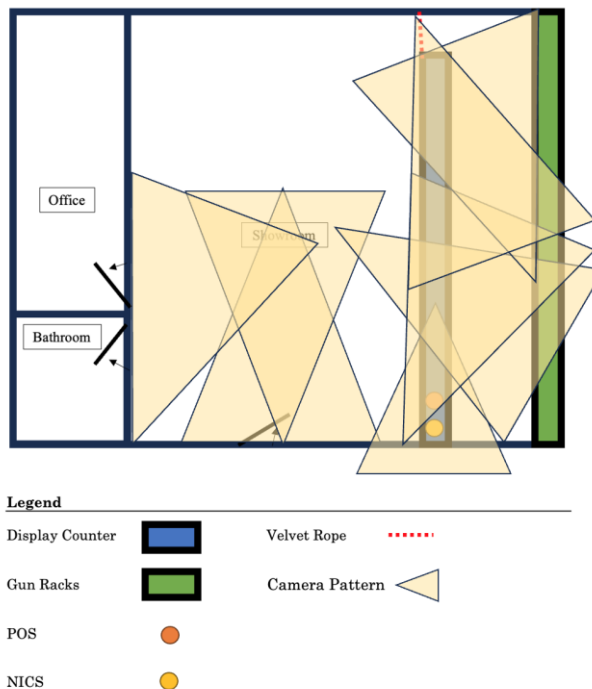 Office
Showroom
Bathroom
Legend
Display Counter
Velvet Rope
Gun Racks
Camera Pattern
POS
NICS